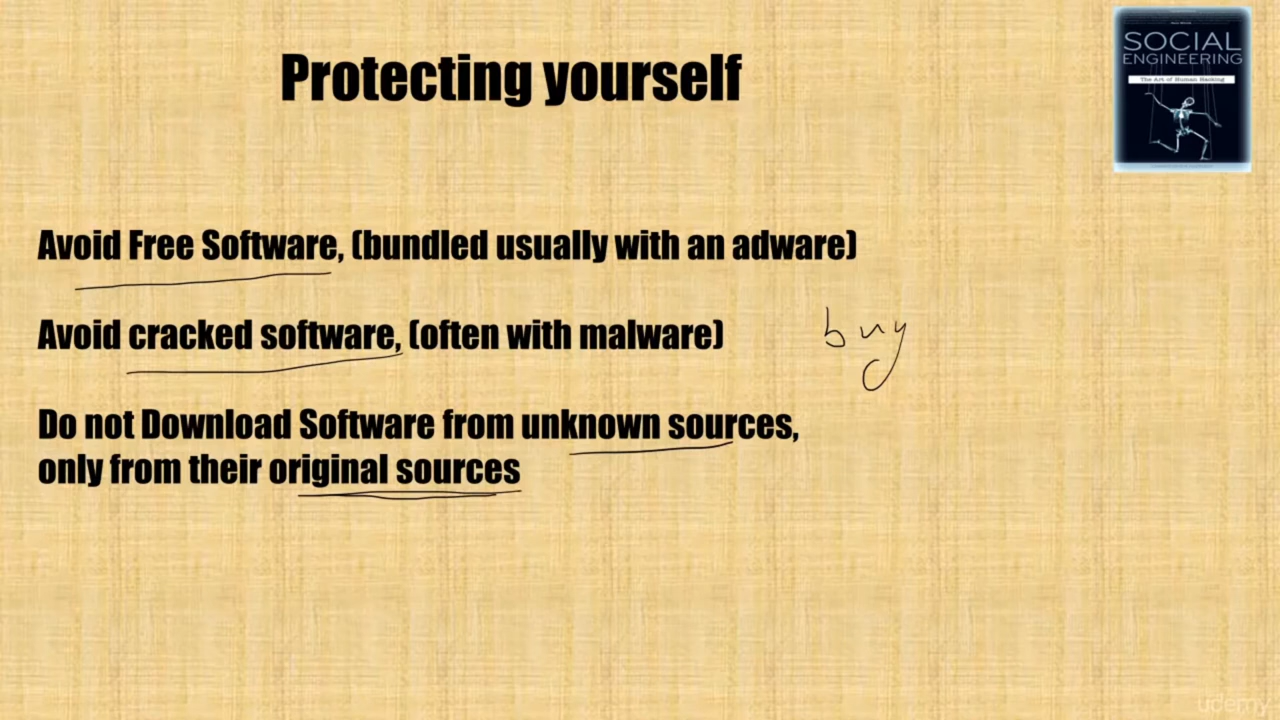 Protecting yourself
SOCIAL
ENGINEERING
The Art of Human Hacking
Avoid Free Software, (bundled usually with an adware)
Avoid cracked software, (often with malware)
buy
Do not Download Software from unknown sources,
only from their original sources
udemy